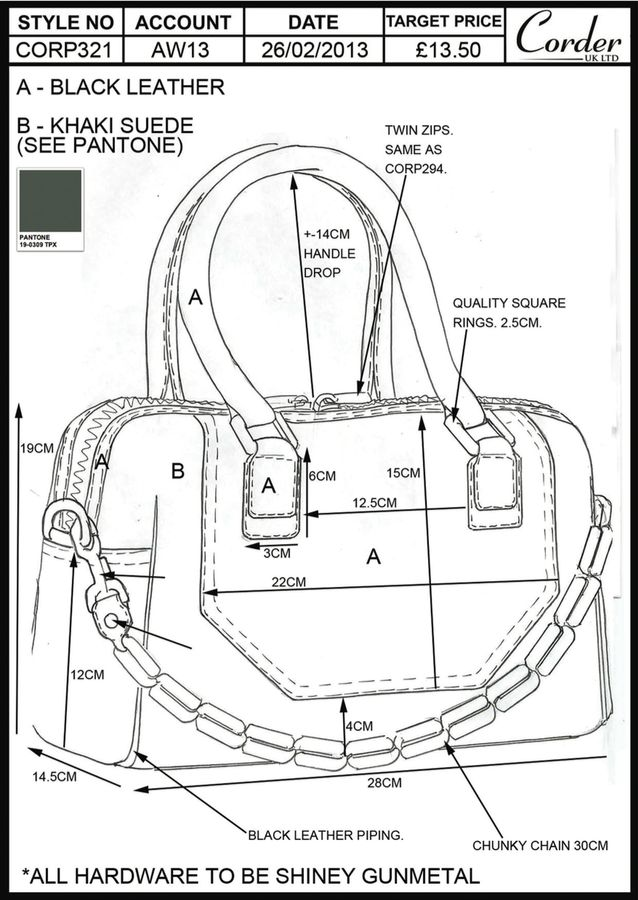 STYLE NO ACCOUNT DATE TARGET PRICE
CORP321 AW13 26/02/2013 £13.50
Corder
UK LTD
A - BLACK LEATHER
B - KHAKI SUEDE
(SEE PANTONE)
PANTONE
19-0309 TPX
TWIN ZIPS.
SAME AS
CORP294.
+-14CM
HANDLE
DROP
A
QUALITY SQUARE
RINGS. 2.5CM.
19CM
A
B
A
6CM
15CM
12.5CM
3CM
A
22CM
12CM
4CM
14.5CM
28CM
BLACK LEATHER PIPING.
CHUNKY CHAIN 30CM
*ALL HARDWARE TO BE SHINEY GUNMETAL